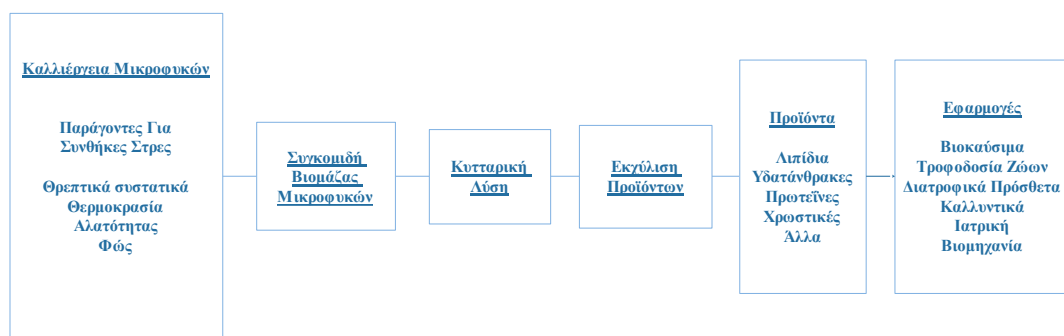 Καλλιέργεια Μικροφυκών
Παράγοντες Για
Συνθήκες Στρες
Θρεπτικά συστατικά
Θερμοκρασία
Αλατότητας
Φώς
Συγκομιδή
Βιομάζας
Μικροφυκών
Κυτταρική
Λύση
Εκχύλιση
Προϊόντων
Προϊόντα
Λιπίδια
Υδατάνθρακες
Πρωτεΐνες
Χρωστικές
Άλλα
Εφαρμογές
Βιοκαύσιμα
Τροφοδοσία Ζώων
Διατροφικά Πρόσθετα
Καλλυντικά
Ιατρική
Βιομηχανία